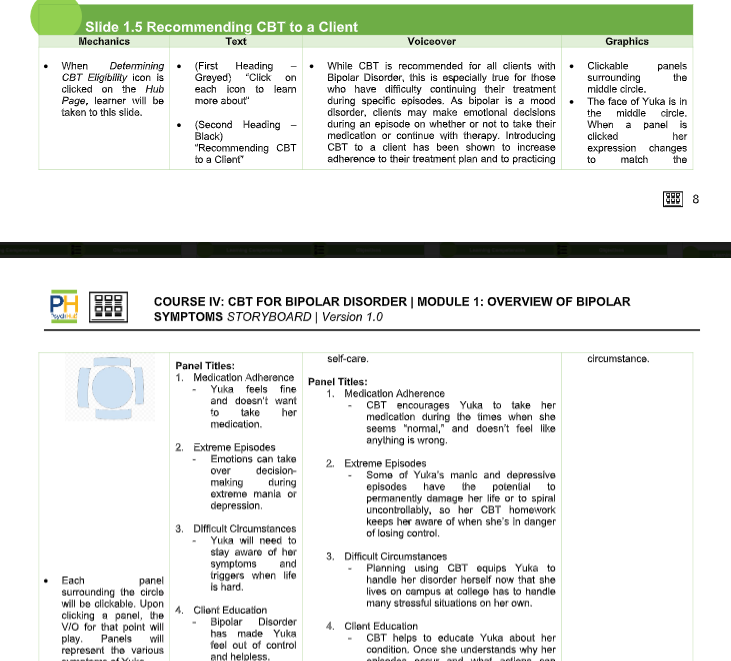 Slide 1.5 Recommending CBT to a Client
Mechanics
Text
Voiceover
Graphics
• When Determining
CBT Eligibility icon is
clicked on the Hub
Page, learner will be
taken to this slide.
• (First Heading –
Greyed) “Click on
each icon to learn
more about”
• (Second Heading –
Black)
“Recommending CBT
to a Client”
• While CBT is recommended for all clients with
Bipolar Disorder, this is especially true for those
who have difficulty continuing their treatment
during specific episodes. As bipolar is a mood
disorder, clients may make emotional decisions
during an episode on whether or not to take their
medication or continue with therapy. Introducing
CBT to a client has been shown to increase
adherence to their treatment plan and to practicing
• Clickable panels
surrounding the
middle circle.
• The face of Yuka is in
the middle circle.
When a panel is
clicked her
expression changes
to match the
8
PH
COURSE IV: CBT FOR BIPOLAR DISORDER | MODULE 1: OVERVIEW OF BIPOLAR
SYMPTOMS STORYBOARD | Version 1.0
• Each panel
surrounding the circle
will be clickable. Upon
clicking a panel, the
V/O for that point will
play. Panels will
represent the various
symptoms of Yuka
Panel Titles:
1. Medication Adherence
- Yuka feels fine
and doesn’t want
to take her
medication.
2. Extreme Episodes
- Emotions can take
over decision-
making during
extreme mania or
depression.
3. Difficult Circumstances
- Yuka will need to
stay aware of her
symptoms and
triggers when life
is hard.
4. Client Education
- Bipolar Disorder
has made Yuka
feel out of control
and helpless.
self-care.
Panel Titles:
1. Medication Adherence
- CBT encourages Yuka to take her
medication during the times when she
seems “normal,” and doesn’t feel like
anything is wrong.
2. Extreme Episodes
- Some of Yuka’s manic and depressive
episodes have the potential to
permanently damage her life or to spiral
uncontrollably, so her CBT homework
keeps her aware of when she’s in danger
of losing control.
3. Difficult Circumstances
- Planning using CBT equips Yuka to
handle her disorder herself now that she
lives on campus at college has to handle
many stressful situations on her own.
4. Client Education
- CBT helps to educate Yuka about her
condition. Once she understands why her
episodes occur and what actions can
circumstance.